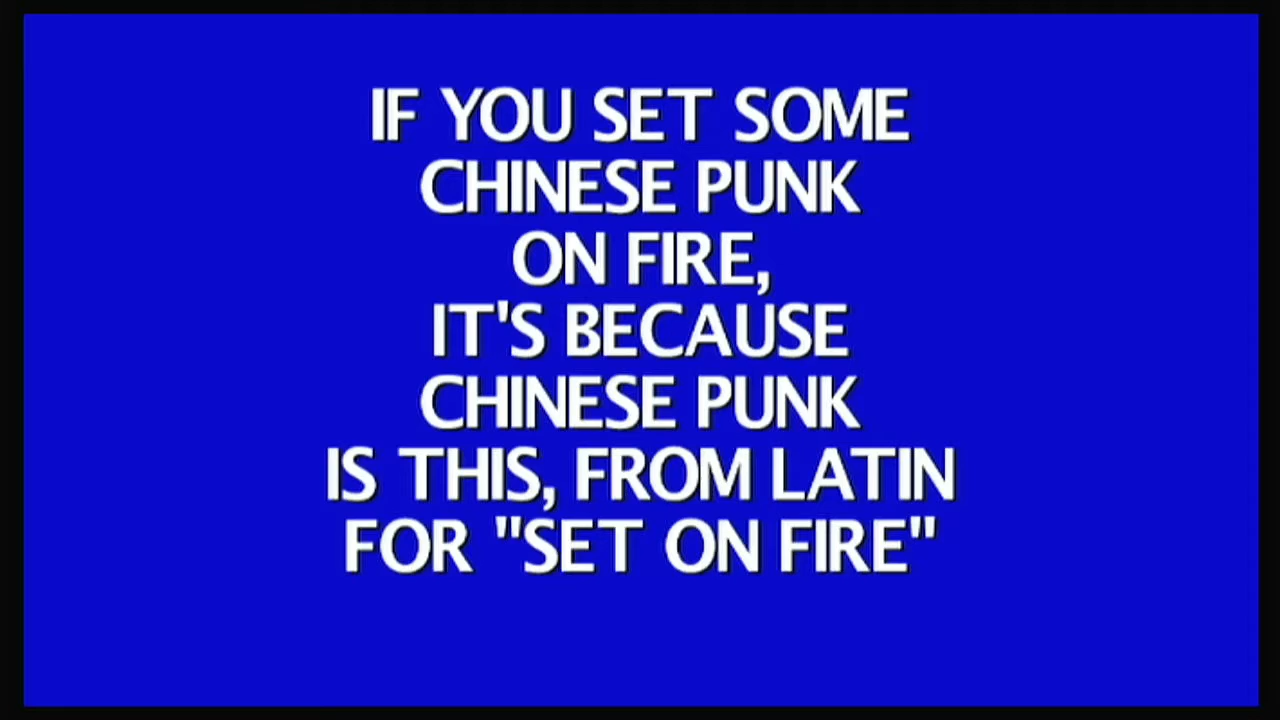 IF YOU SET SOME
CHINESE PUNK
ON FIRE,
IT'S BECAUSE
CHINESE PUNK
IS THIS, FROM LATIN
FOR "SET ON FIRE"